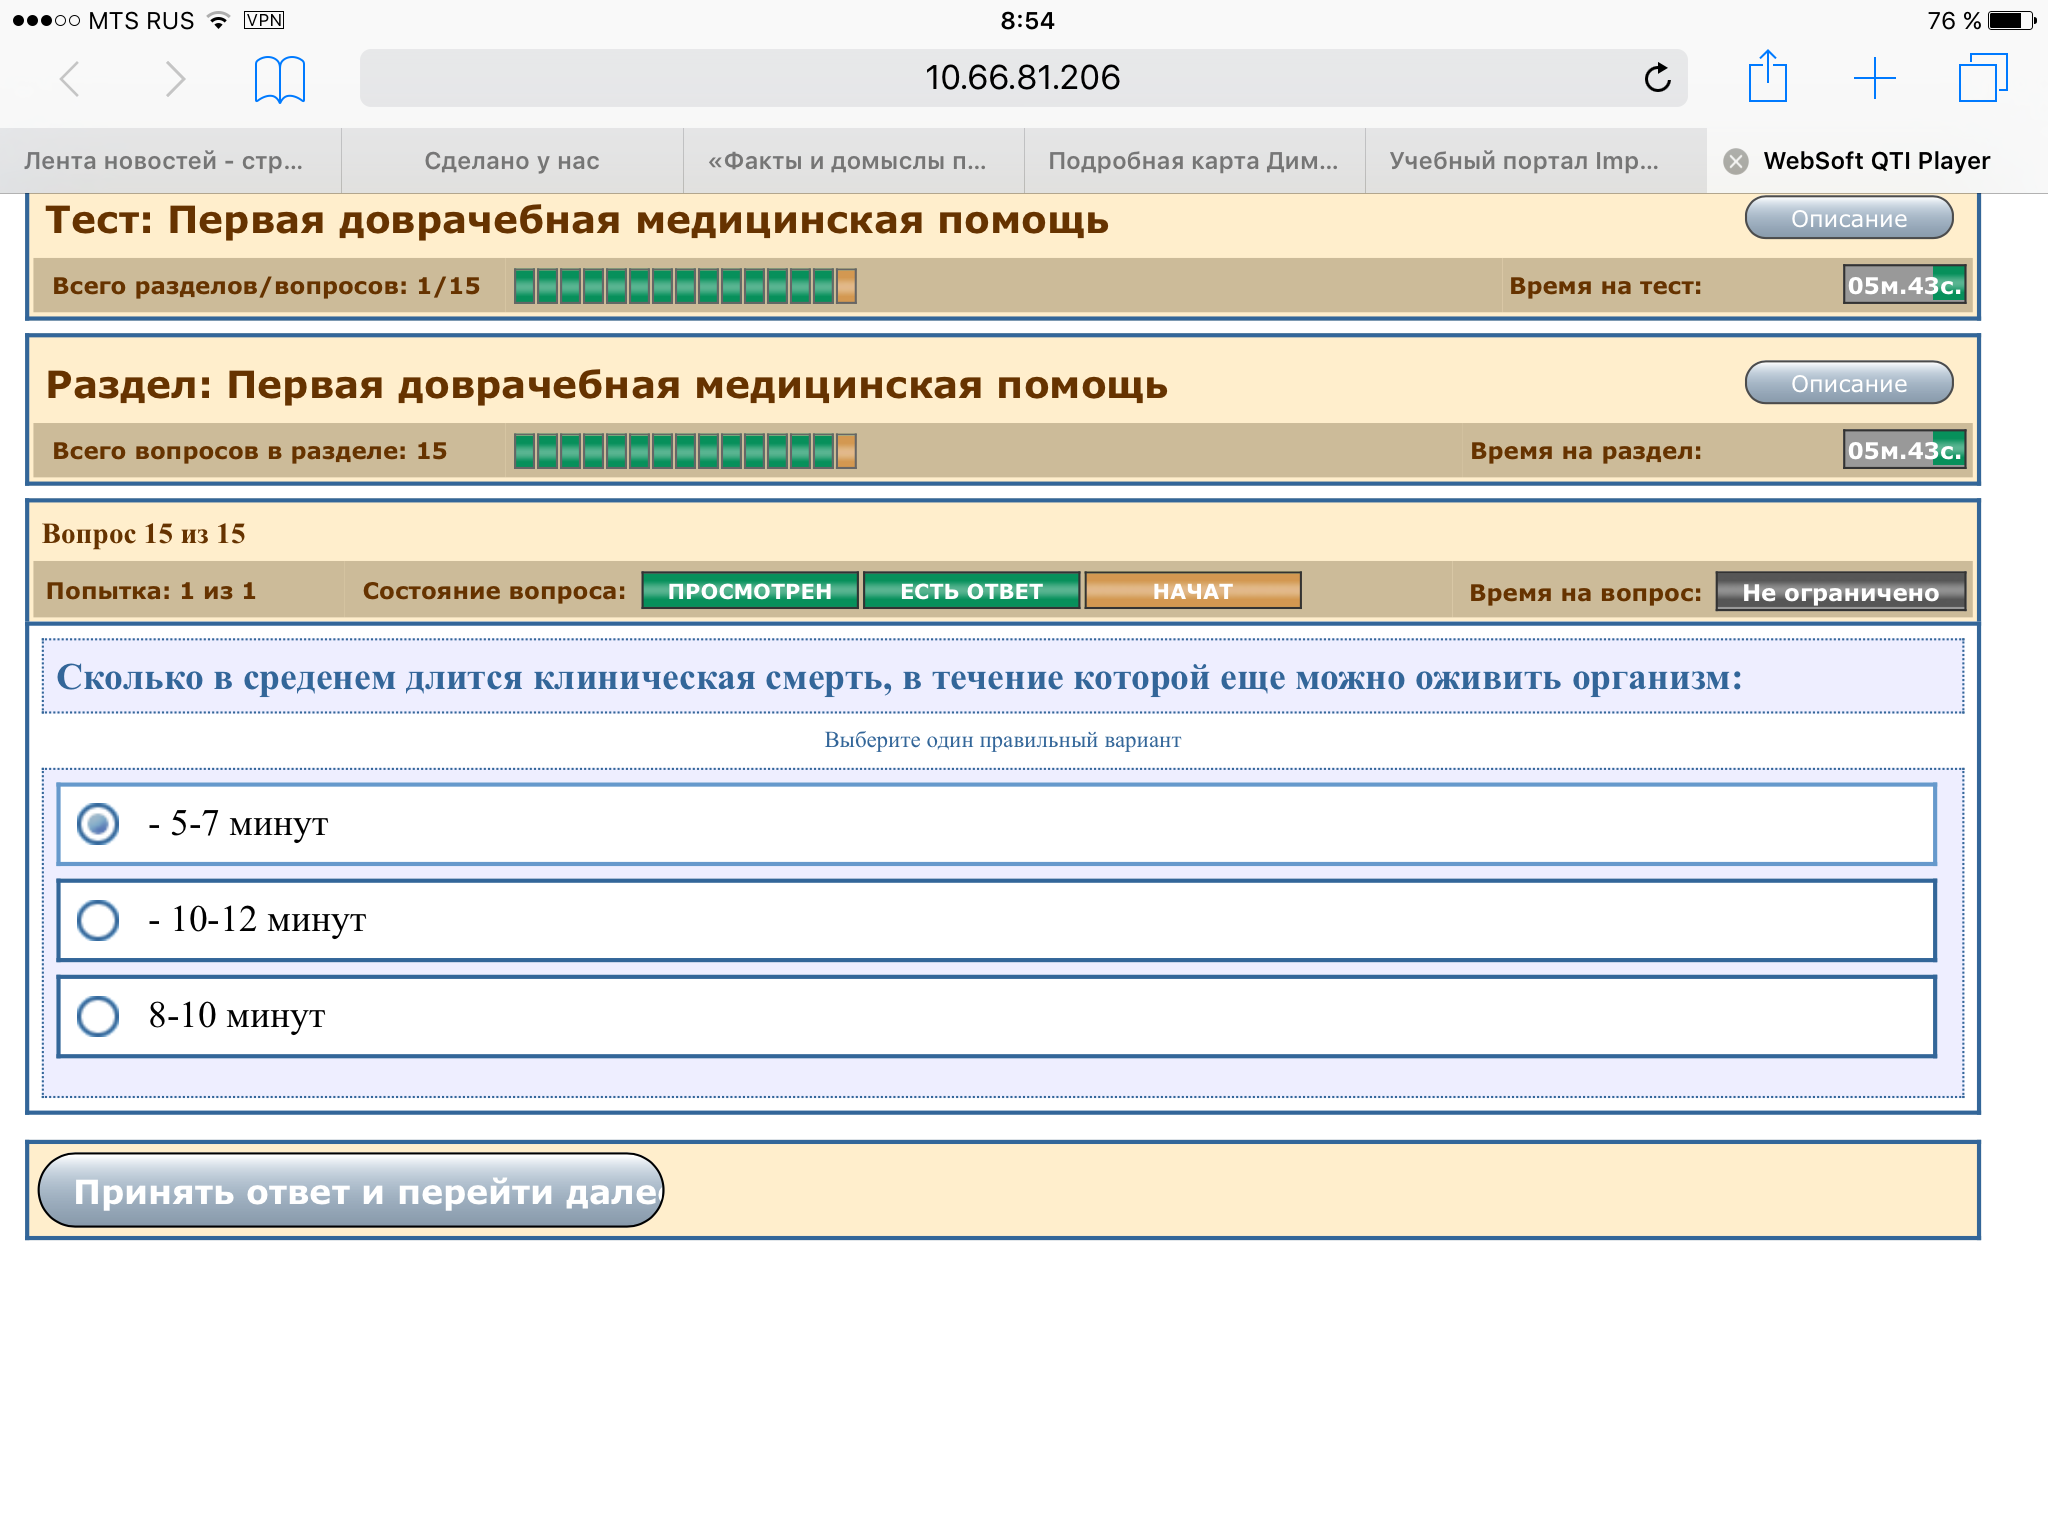 MTS RUS VPN 8:54 76 %
10.66.81.206
Лента новостей - стр... Сделано у нас «Факты и домыслы п... Подробная карта Дим... Учебный портал Imp... WebSoft QTI Player
Тест: Первая доврачебная медицинская помощь Описание
Всего разделов/вопросов: 1/15 Время на тест: 05м.43с.
Раздел: Первая доврачебная медицинская помощь Описание
Всего вопросов в разделе: 15 Время на раздел: 05м.43с.
Вопрос 15 из 15
Попытка: 1 из 1 Состояние вопроса: ПРОСМОТРЕН ЕСТЬ ОТВЕТ НАЧАТ Время на вопрос: Не ограничено
Сколько в среденем длится клиническая смерть, в течение которой еще можно оживить организм:
Выберите один правильный вариант
- 5-7 минут
- 10-12 минут
8-10 минут
Принять ответ и перейти дале